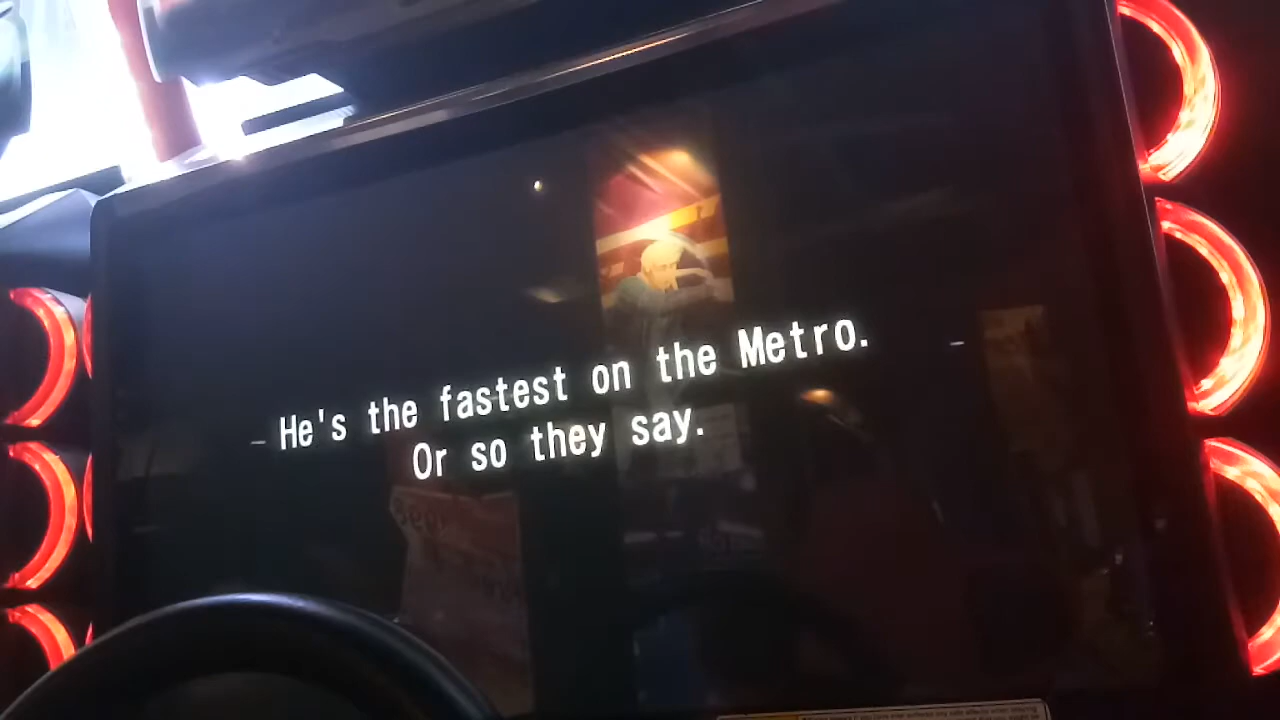 He's the fastest on the Metro.
Or so they say.